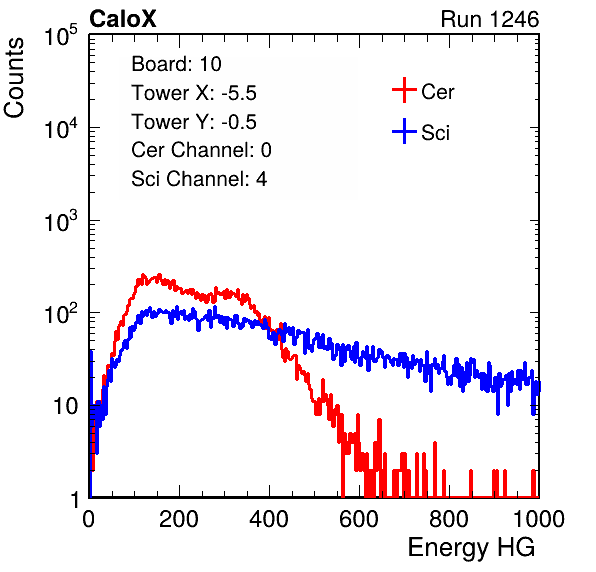 CaloX Run 1246
Counts
10^5
10^4
10^3
10^2
10
1
Board: 10
Tower X: -5.5
Tower Y: -0.5
Cer Channel: 0
Sci Channel: 4
Cer
Sci
0 200 400 600 800 1000
Energy HG